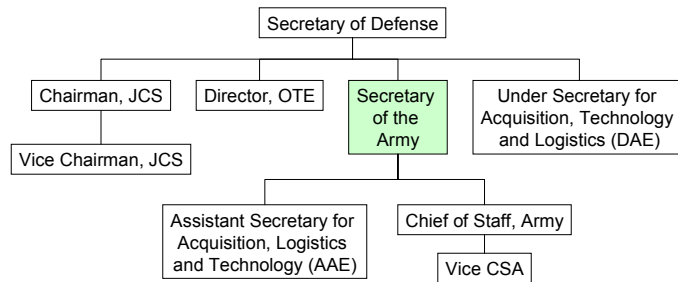 Secretary of Defense
Chairman, JCS
Director, OTE
Secretary
of the
Army
Under Secretary for
Acquisition, Technology
and Logistics (DAE)
Vice Chairman, JCS
Assistant Secretary for
Acquisition, Logistics
and Technology (AAE)
Chief of Staff, Army
Vice CSA